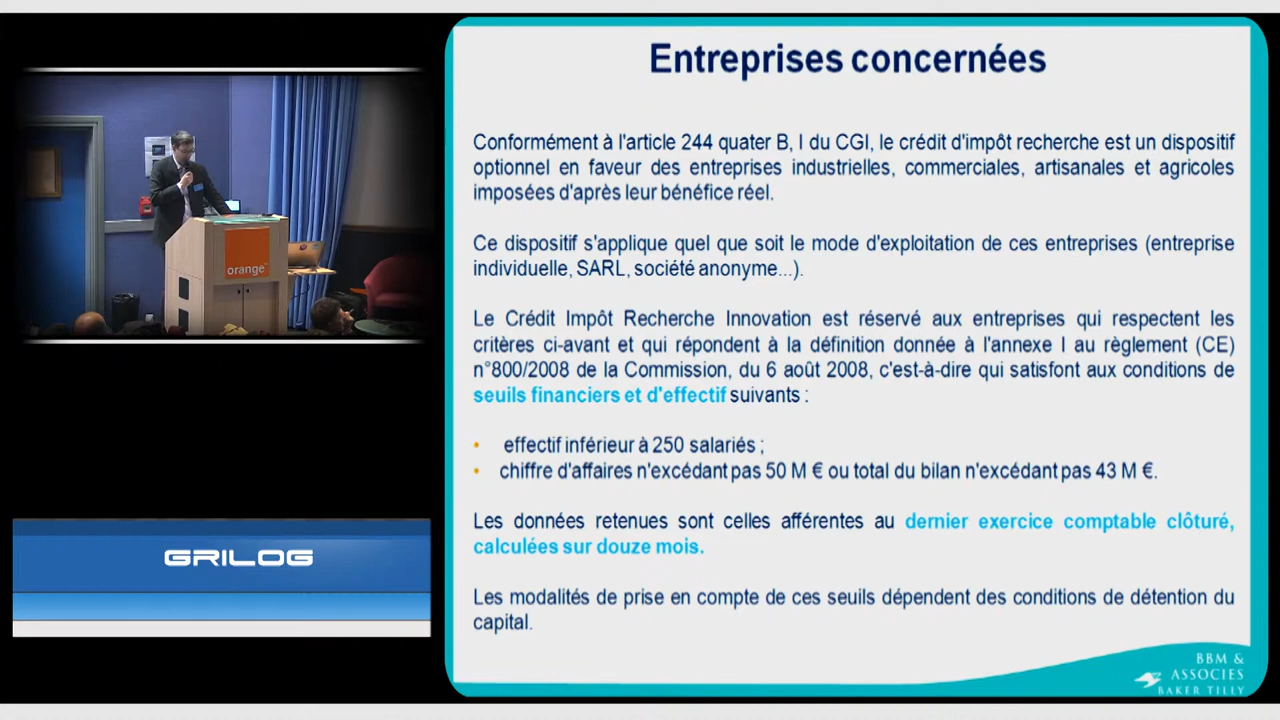 Entreprises concernées
Conformément à l'article 244 quater B, I du CGI, le crédit d'impôt recherche est un dispositif
optionnel en faveur des entreprises industrielles, commerciales, artisanales et agricoles
imposées d'après leur bénéfice réel.
Ce dispositif s'applique quel que soit le mode d'exploitation de ces entreprises (entreprise
individuelle, SARL, société anonyme...).
Le Crédit Impôt Recherche Innovation est réservé aux entreprises qui respectent les
critères ci-avant et qui répondent à la définition donnée à l'annexe I au règlement (CE)
n°800/2008 de la Commission, du 6 août 2008, c'est-à-dire qui satisfont aux conditions de
seuils financiers et d'effectif suivants :
• effectif inférieur à 250 salariés ;
• chiffre d'affaires n'excédant pas 50 M € ou total du bilan n'excédant pas 43 M €.
Les données retenues sont celles afférentes au dernier exercice comptable clôturé,
calculées sur douze mois.
Les modalités de prise en compte de ces seuils dépendent des conditions de détention du
capital.
BBM &
ASSOCIES
BAKER TILLY
orange
GRILOG